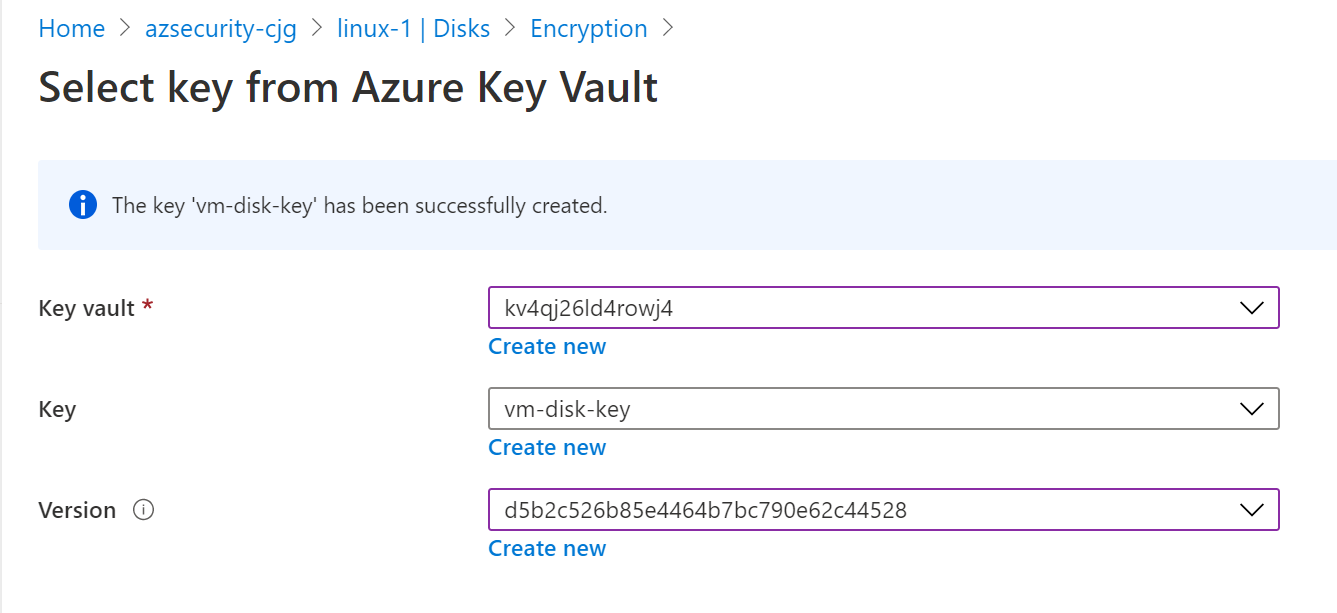 Home > azsecurity-cjg > linux-1 | Disks > Encryption >
Select key from Azure Key Vault
The key 'vm-disk-key' has been successfully created.
Key vault *
kv4qj26ld4rowj4
Create new
Key
vm-disk-key
Create new
Version
d5b2c526b85e4464b7bc790e62c44528
Create new